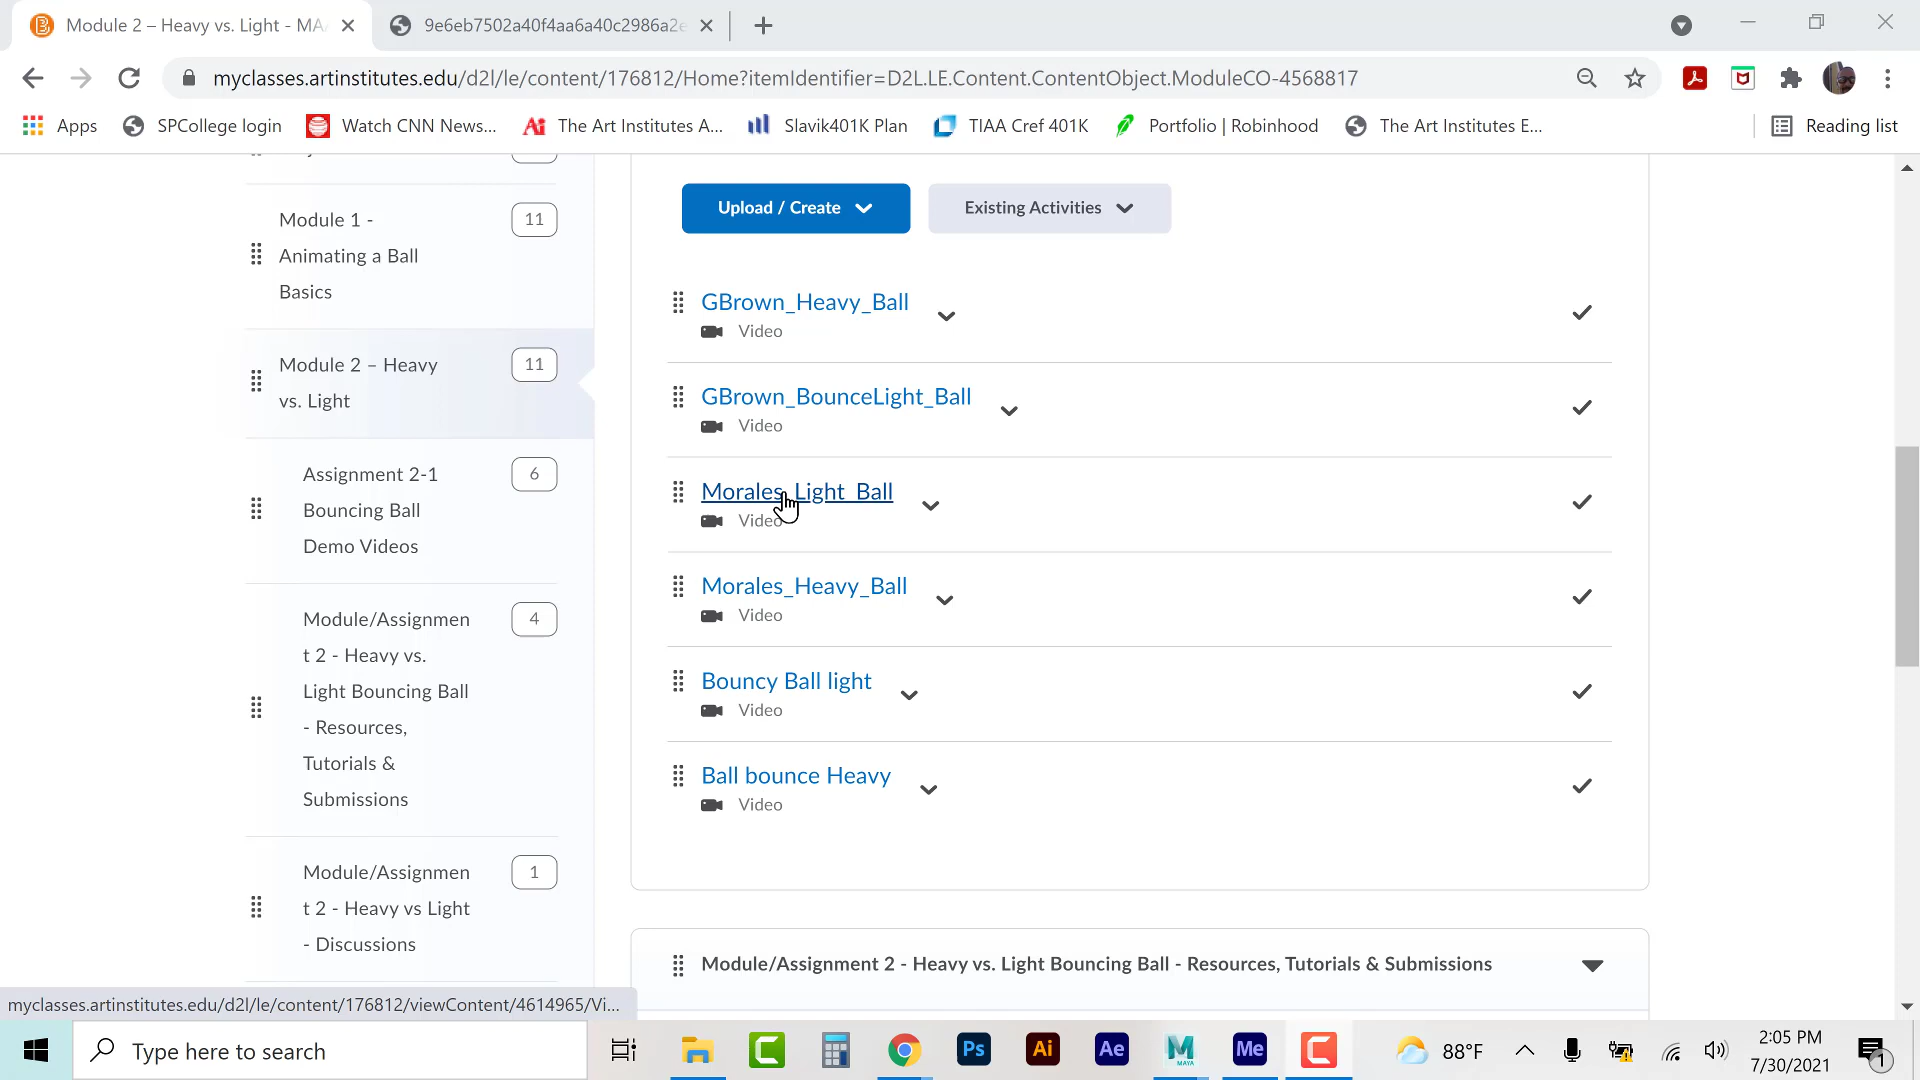 Module 2 – Heavy vs. Light - MA
9e6eb7502a40f4aa6a40c2986a2e
myclasses.artinstitutes.edu/d2l/le/content/176812/Home?itemIdentifier=D2L.LE.Content.ContentObject.ModuleCO-4568817
Apps
SPCollege login
Watch CNN News...
Ai The Art Institutes A...
Slavik401K Plan
TIAA Cref 401K
Portfolio | Robinhood
The Art Institutes E...
Reading list
Module 1 -
Animating a Ball
Basics
11
Module 2 – Heavy
vs. Light
11
Assignment 2-1
Bouncing Ball
Demo Videos
6
Module/Assignmen
t 2 - Heavy vs.
Light Bouncing Ball
- Resources,
Tutorials &
Submissions
4
Module/Assignmen
t 2 - Heavy vs Light
- Discussions
1
Upload / Create
Existing Activities
GBrown_Heavy_Ball
Video
GBrown_BounceLight_Ball
Video
Morales_Light_Ball
Video
Morales_Heavy_Ball
Video
Bouncy Ball light
Video
Ball bounce Heavy
Video
Module/Assignment 2 - Heavy vs. Light Bouncing Ball - Resources, Tutorials & Submissions
myclasses.artinstitutes.edu/d2l/le/content/176812/viewContent/4614965/Vi...
Type here to search
Ps
Ai
Ae
MAYA
Me
88°F
2:05 PM
7/30/2021
1